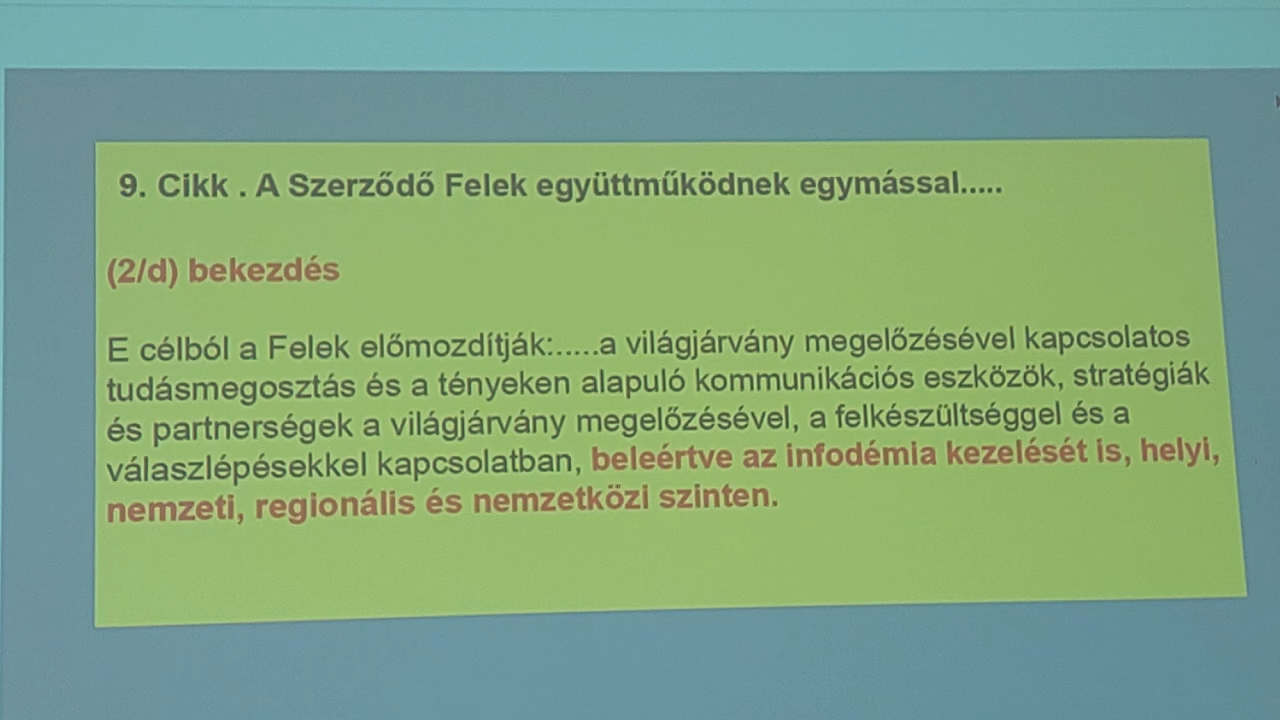 9. Cikk . A Szerződő Felek együttműködnek egymással.....
(2/d) bekezdés
E célból a Felek előmozdítják:.....a világjárvány megelőzésével kapcsolatos
tudásmegosztás és a tényeken alapuló kommunikációs eszközök, stratégiák
és partnerségek a világjárvány megelőzésével, a felkészültséggel és a
válaszlépésekkel kapcsolatban, beleértve az infodémia kezelését is, helyi,
nemzeti, regionális és nemzetközi szinten.